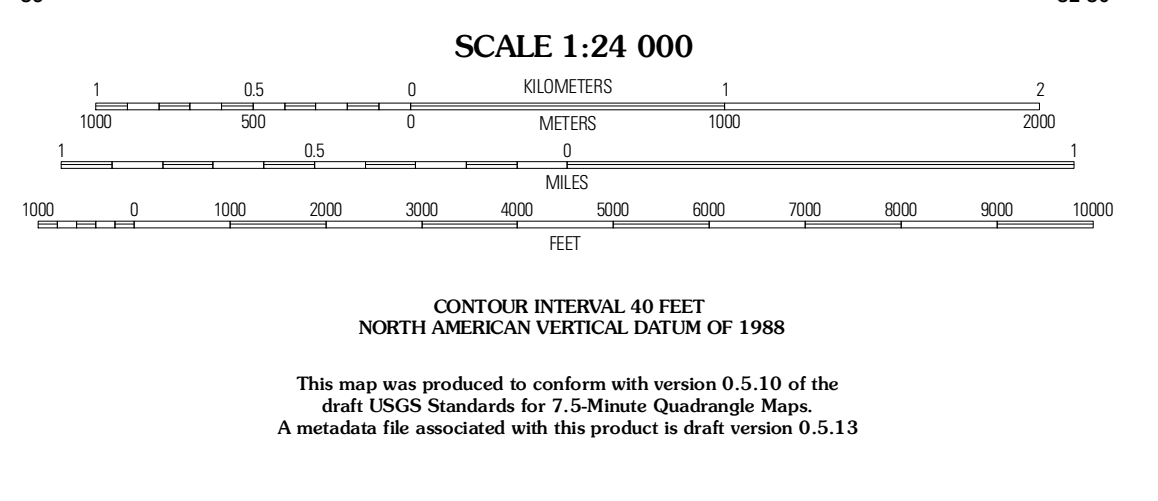 SCALE 1:24 000
1 0.5 0 KILOMETERS 1 2
1000 500 0 METERS 1000 2000
1 0.5 0 1
MILES
1000 0 1000 2000 3000 4000 5000 6000 7000 8000 9000 10000
FEET
CONTOUR INTERVAL 40 FEET
NORTH AMERICAN VERTICAL DATUM OF 1988
This map was produced to conform with version 0.5.10 of the
draft USGS Standards for 7.5-Minute Quadrangle Maps.
A metadata file associated with this product is draft version 0.5.13